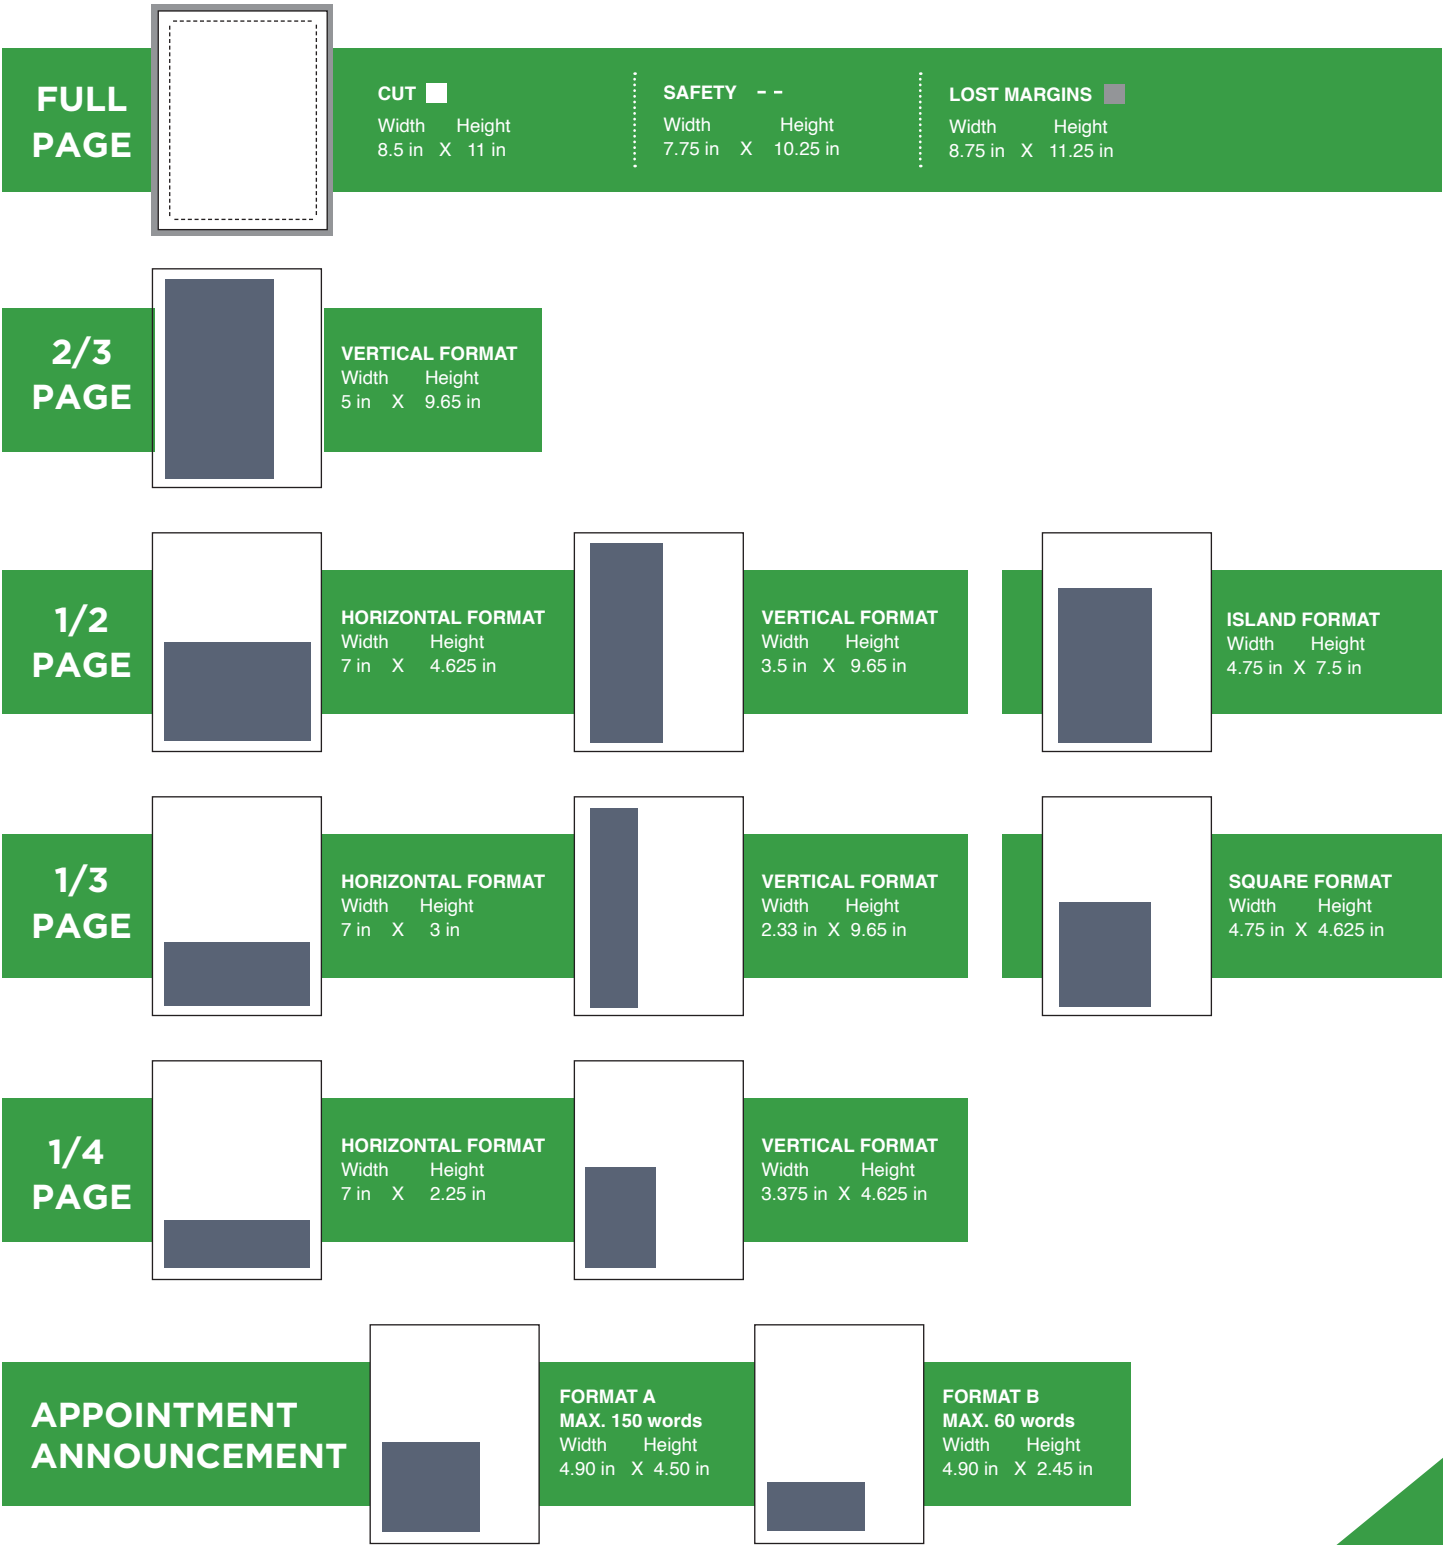 FULL
PAGE
CUT
Width Height
8.5 in X 11 in
SAFETY - -
Width Height
7.75 in X 10.25 in
LOST MARGINS
Width Height
8.75 in X 11.25 in
2/3
PAGE
VERTICAL FORMAT
Width Height
5 in X 9.65 in
1/2
PAGE
HORIZONTAL FORMAT
Width Height
7 in X 4.625 in
VERTICAL FORMAT
Width Height
3.5 in X 9.65 in
ISLAND FORMAT
Width Height
4.75 in X 7.5 in
1/3
PAGE
HORIZONTAL FORMAT
Width Height
7 in X 3 in
VERTICAL FORMAT
Width Height
2.33 in X 9.65 in
SQUARE FORMAT
Width Height
4.75 in X 4.625 in
1/4
PAGE
HORIZONTAL FORMAT
Width Height
7 in X 2.25 in
VERTICAL FORMAT
Width Height
3.375 in X 4.625 in
APPOINTMENT
ANNOUNCEMENT
FORMAT A
MAX. 150 words
Width Height
4.90 in X 4.50 in
FORMAT B
MAX. 60 words
Width Height
4.90 in X 2.45 in